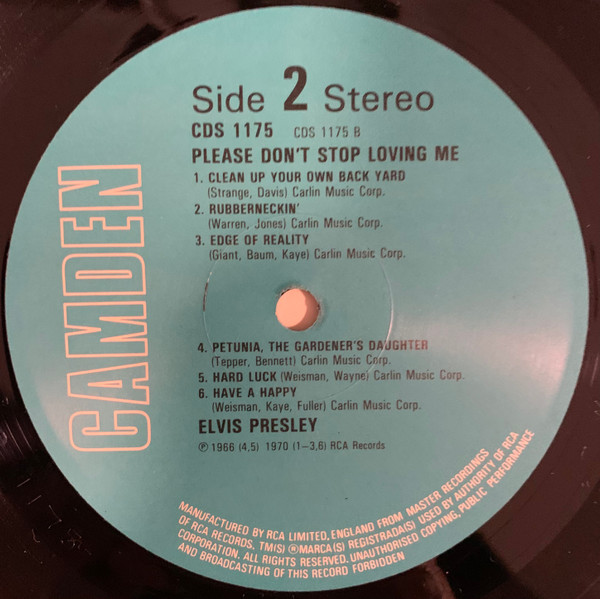 CAMDEN
Side 2 Stereo
CDS 1175 CDS 1175 B
PLEASE DON'T STOP LOVING ME
1. CLEAN UP YOUR OWN BACK YARD
(Strange, Davis) Carlin Music Corp.
2. RUBBERNECKIN'
(Warren, Jones) Carlin Music Corp.
3. EDGE OF REALITY
(Giant, Baum, Kaye) Carlin Music Corp.
4. PETUNIA, THE GARDENER'S DAUGHTER
(Tepper, Bennett) Carlin Music Corp.
5. HARD LUCK (Weisman, Wayne) Carlin Music Corp.
6. HAVE A HAPPY
(Weisman, Kaye, Fuller) Carlin Music Corp.
ELVIS PRESLEY
℗ 1966 (4,5) 1970 (1–3,6) RCA Records
MANUFACTURED BY RCA LIMITED, ENGLAND FROM MASTER RECORDINGS
OF RCA RECORDS, TM(S) ® MARCA(S) REGISTRADA(S) USED BY AUTHORITY OF RCA
CORPORATION, ALL RIGHTS RESERVED. UNAUTHORISED COPYING, PUBLIC PERFORMANCE
AND BROADCASTING OF THIS RECORD FORBIDDEN